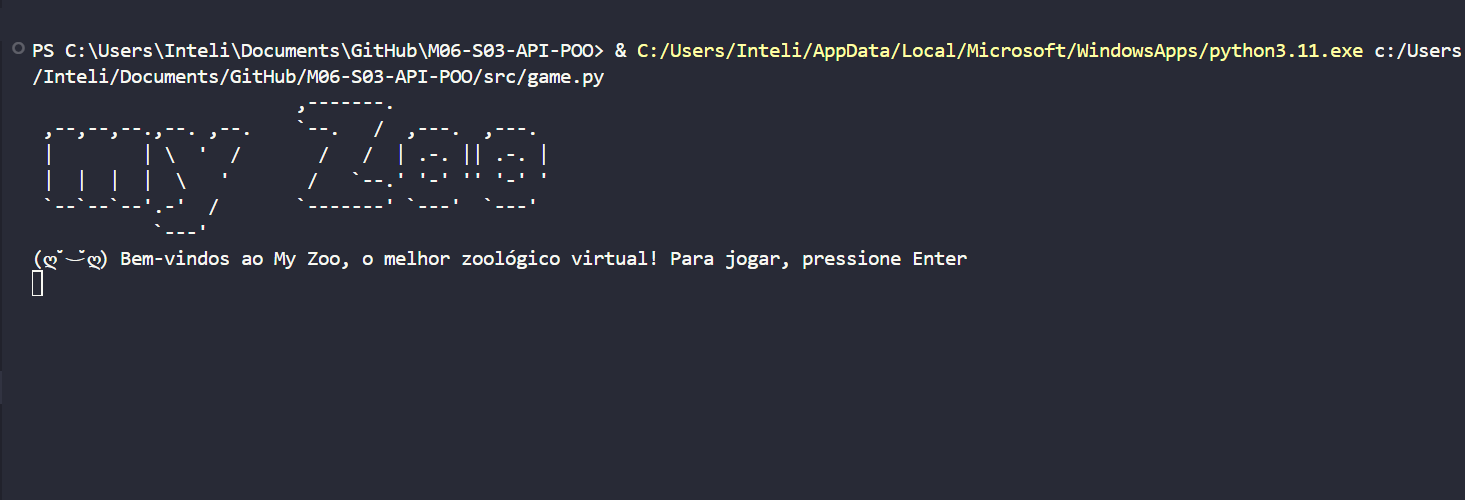 PS C:\Users\Inteli\Documents\GitHub\M06-S03-API-POO> & C:/Users/Inteli/AppData/Local/Microsoft/WindowsApps/python3.11.exe c:/Users
/Inteli/Documents/GitHub/M06-S03-API-POO/src/game.py
                        ,-------.
 ,--,--,--.,--. ,--.    `--.   /  ,---.  ,---.
 |        | \  '  /       /   /  | .-. || .-. |
 |  |  |  |  \   '       /   `--.' '-' '' '-' '
 `--`--`--'.-'  /       `-------' `---'  `---'
           `---'
(ღ˘⌣˘ღ) Bem-vindos ao My Zoo, o melhor zoológico virtual! Para jogar, pressione Enter